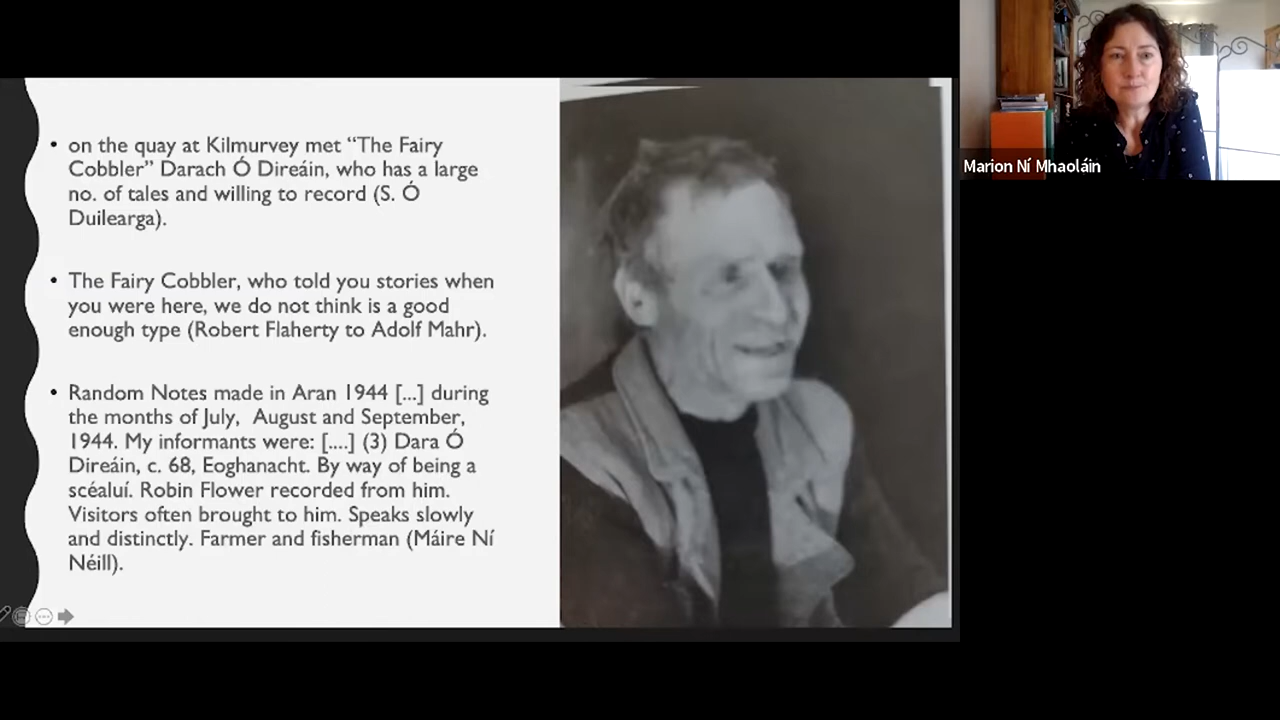 • on the quay at Kilmurvey met “The Fairy
Cobbler” Darach Ó Direáin, who has a large
no. of tales and willing to record (S. Ó
Duilearga).
• The Fairy Cobbler, who told you stories when
you were here, we do not think is a good
enough type (Robert Flaherty to Adolf Mahr).
• Random Notes made in Aran 1944 [...] during
the months of July, August and September,
1944. My informants were: [....] (3) Dara Ó
Direáin, c. 68, Eoghanacht. By way of being a
scéaluí. Robin Flower recorded from him.
Visitors often brought to him. Speaks slowly
and distinctly. Farmer and fisherman (Máire Ní
Néill).
Marion Ní Mhaoláin